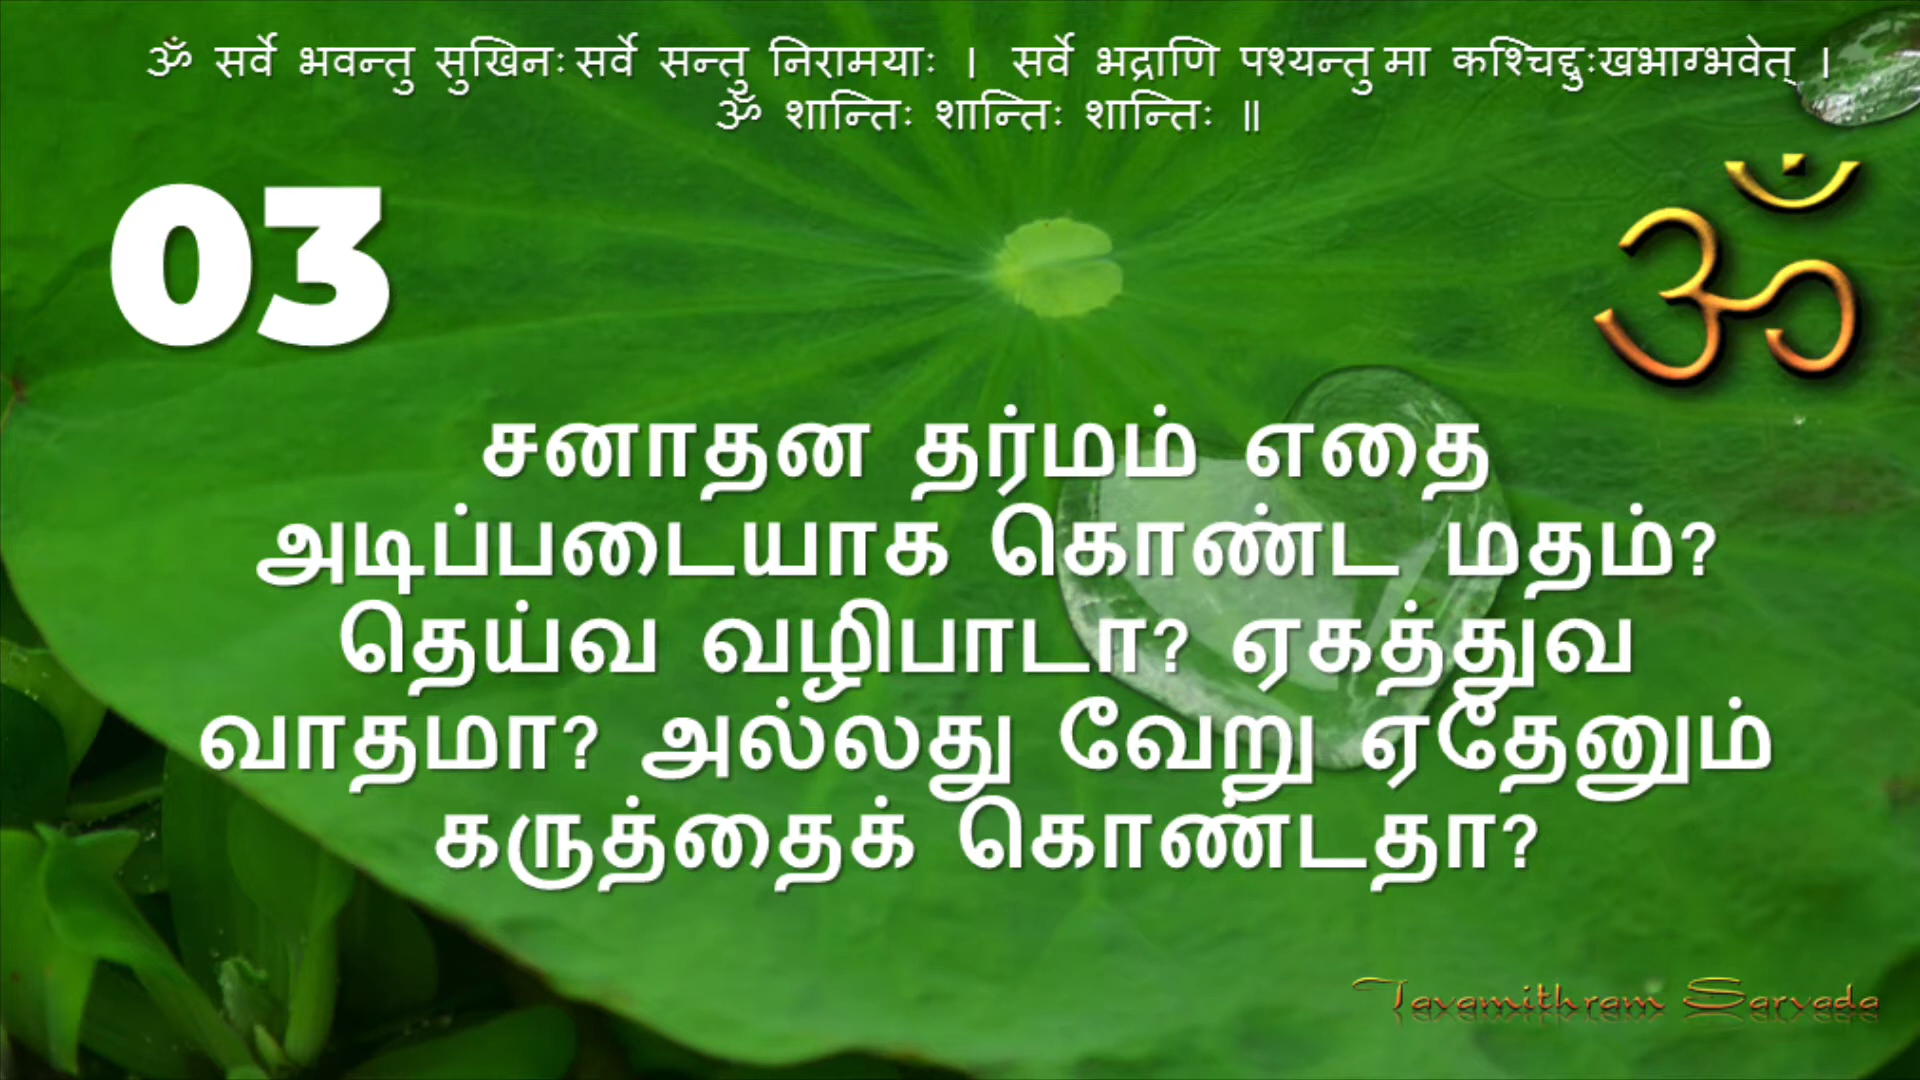 ॐ सर्वे भवन्तु सुखिनः सर्वे सन्तु निरामयाः । सर्वे भद्राणि पश्यन्तु मा कश्चिद्दुःखभाग्भवेत् ।
ॐ शान्तिः शान्तिः शान्तिः ॥
03
ॐ
சனாதன தர்மம் எதை
அடிப்படையாக கொண்ட மதம்?
தெய்வ வழிபாடா? ஏகத்துவ
வாதமா? அல்லது வேறு ஏதேனும்
கருத்தைக் கொண்டதா?
Tavamithram Sarvada